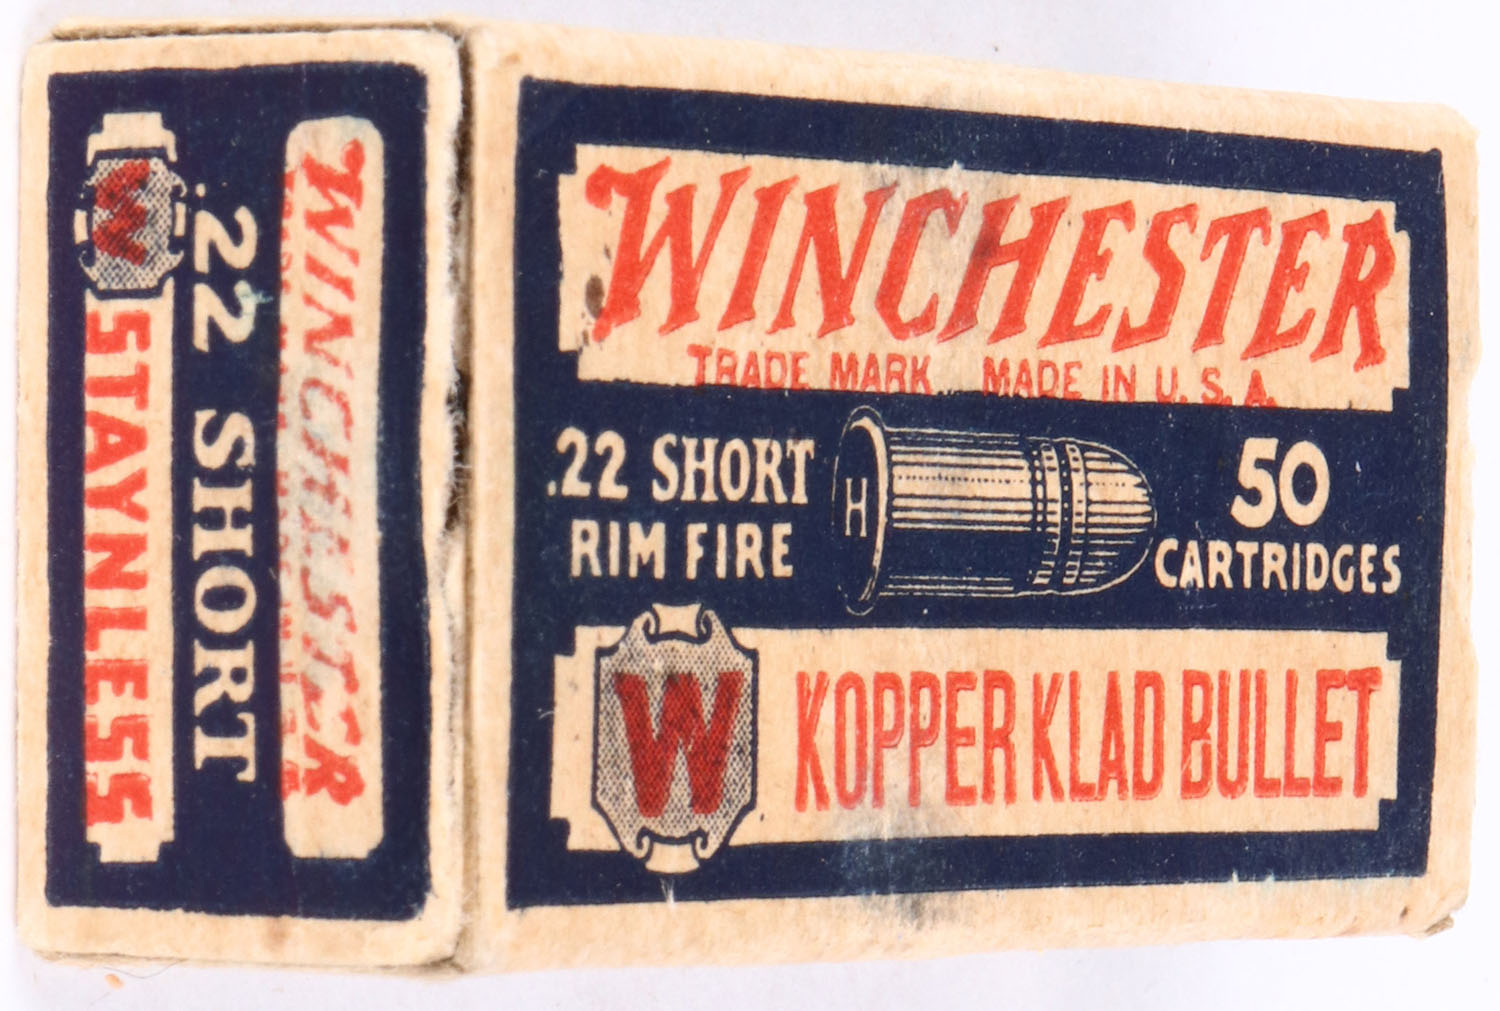 WINCHESTER
TRADE MARK MADE IN U. S. A.
.22 SHORT
RIM FIRE
H
50
CARTRIDGES
W
KOPPER KLAD BULLET
WINCHESTER
.22 SHORT
W
STAYNLESS